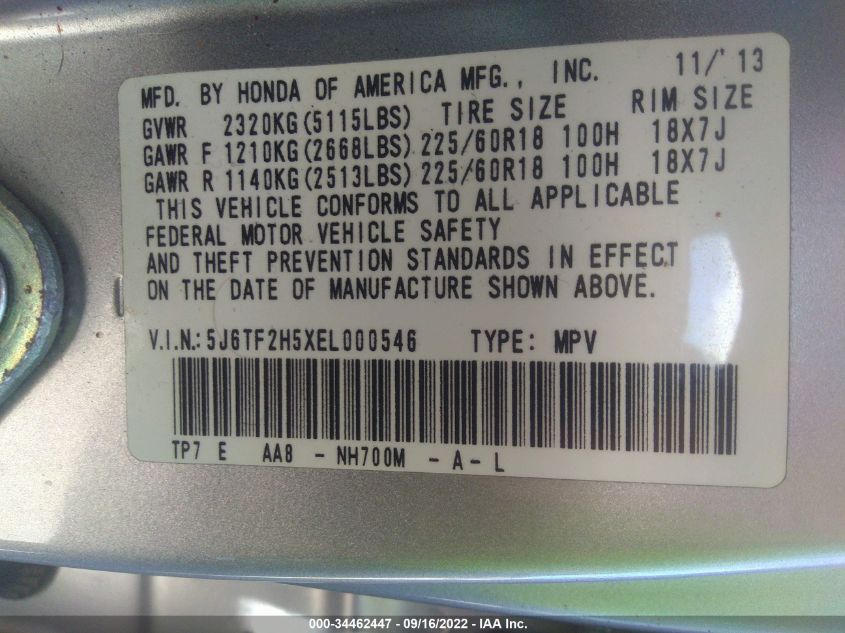 MFD. BY HONDA OF AMERICA MFG., INC. 11/'13
GVWR 2320KG(5115LBS) TIRE SIZE RIM SIZE
GAWR F 1210KG(2668LBS) 225/60R18 100H 18X7J
GAWR R 1140KG(2513LBS) 225/60R18 100H 18X7J
THIS VEHICLE CONFORMS TO ALL APPLICABLE
FEDERAL MOTOR VEHICLE SAFETY
AND THEFT PREVENTION STANDARDS IN EFFECT
ON THE DATE OF MANUFACTURE SHOWN ABOVE.
V.I.N.: 5J6TF2H5XEL000546 TYPE: MPV
TP7 E AA8 - NH700M - A - L
000-34462447 - 09/16/2022 - IAA Inc.